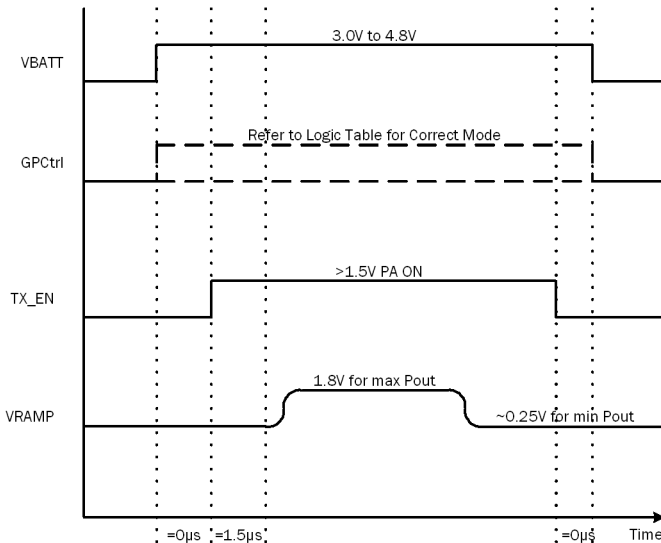 VBATT
3.0V to 4.8V
GPCtrl
Refer to Logic Table for Correct Mode
TX_EN
>1.5V PA ON
VRAMP
1.8V for max Pout
~0.25V for min Pout
=0µs
=1.5µs
=0µs
Time